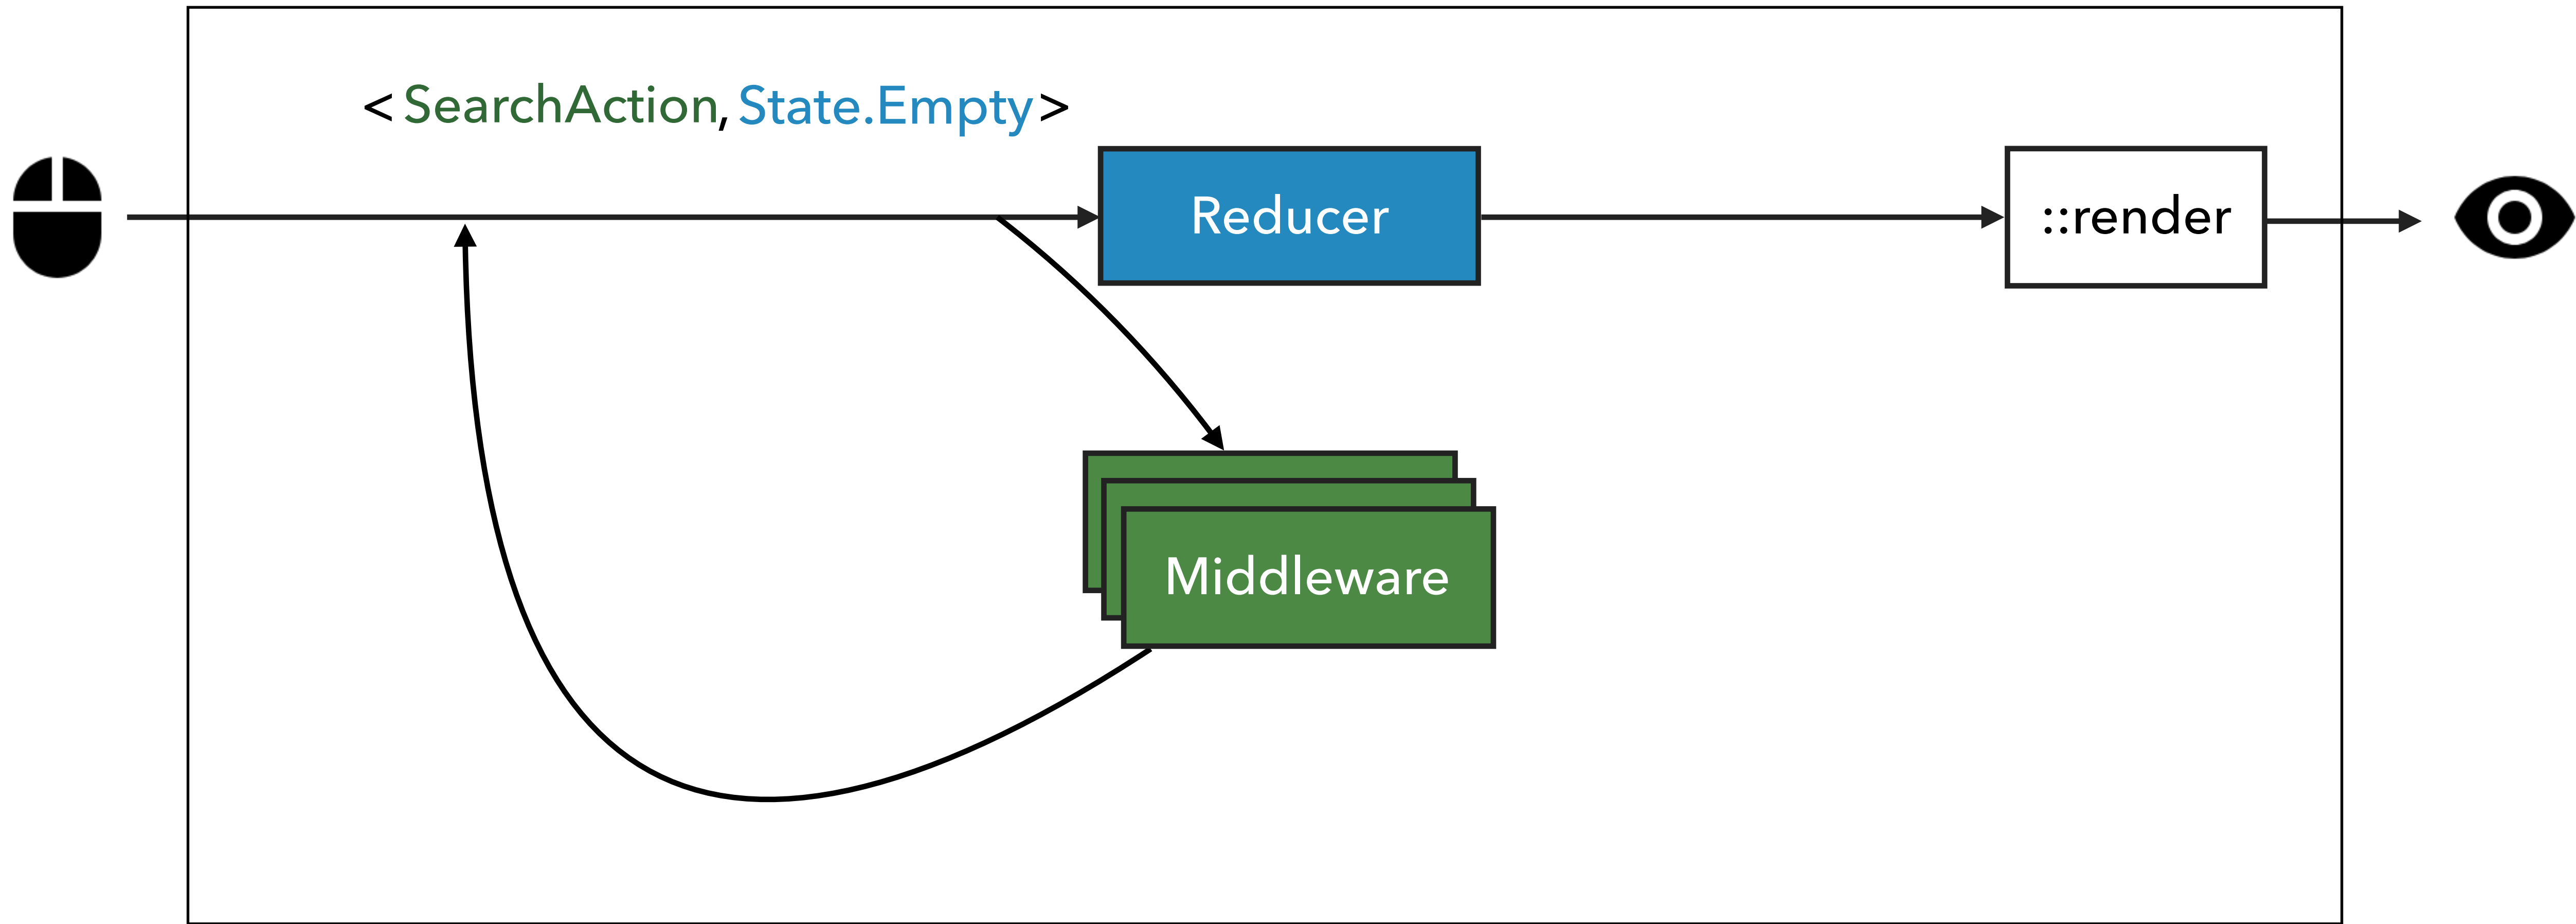 < SearchAction, State.Empty >
Reducer
::render
Middleware